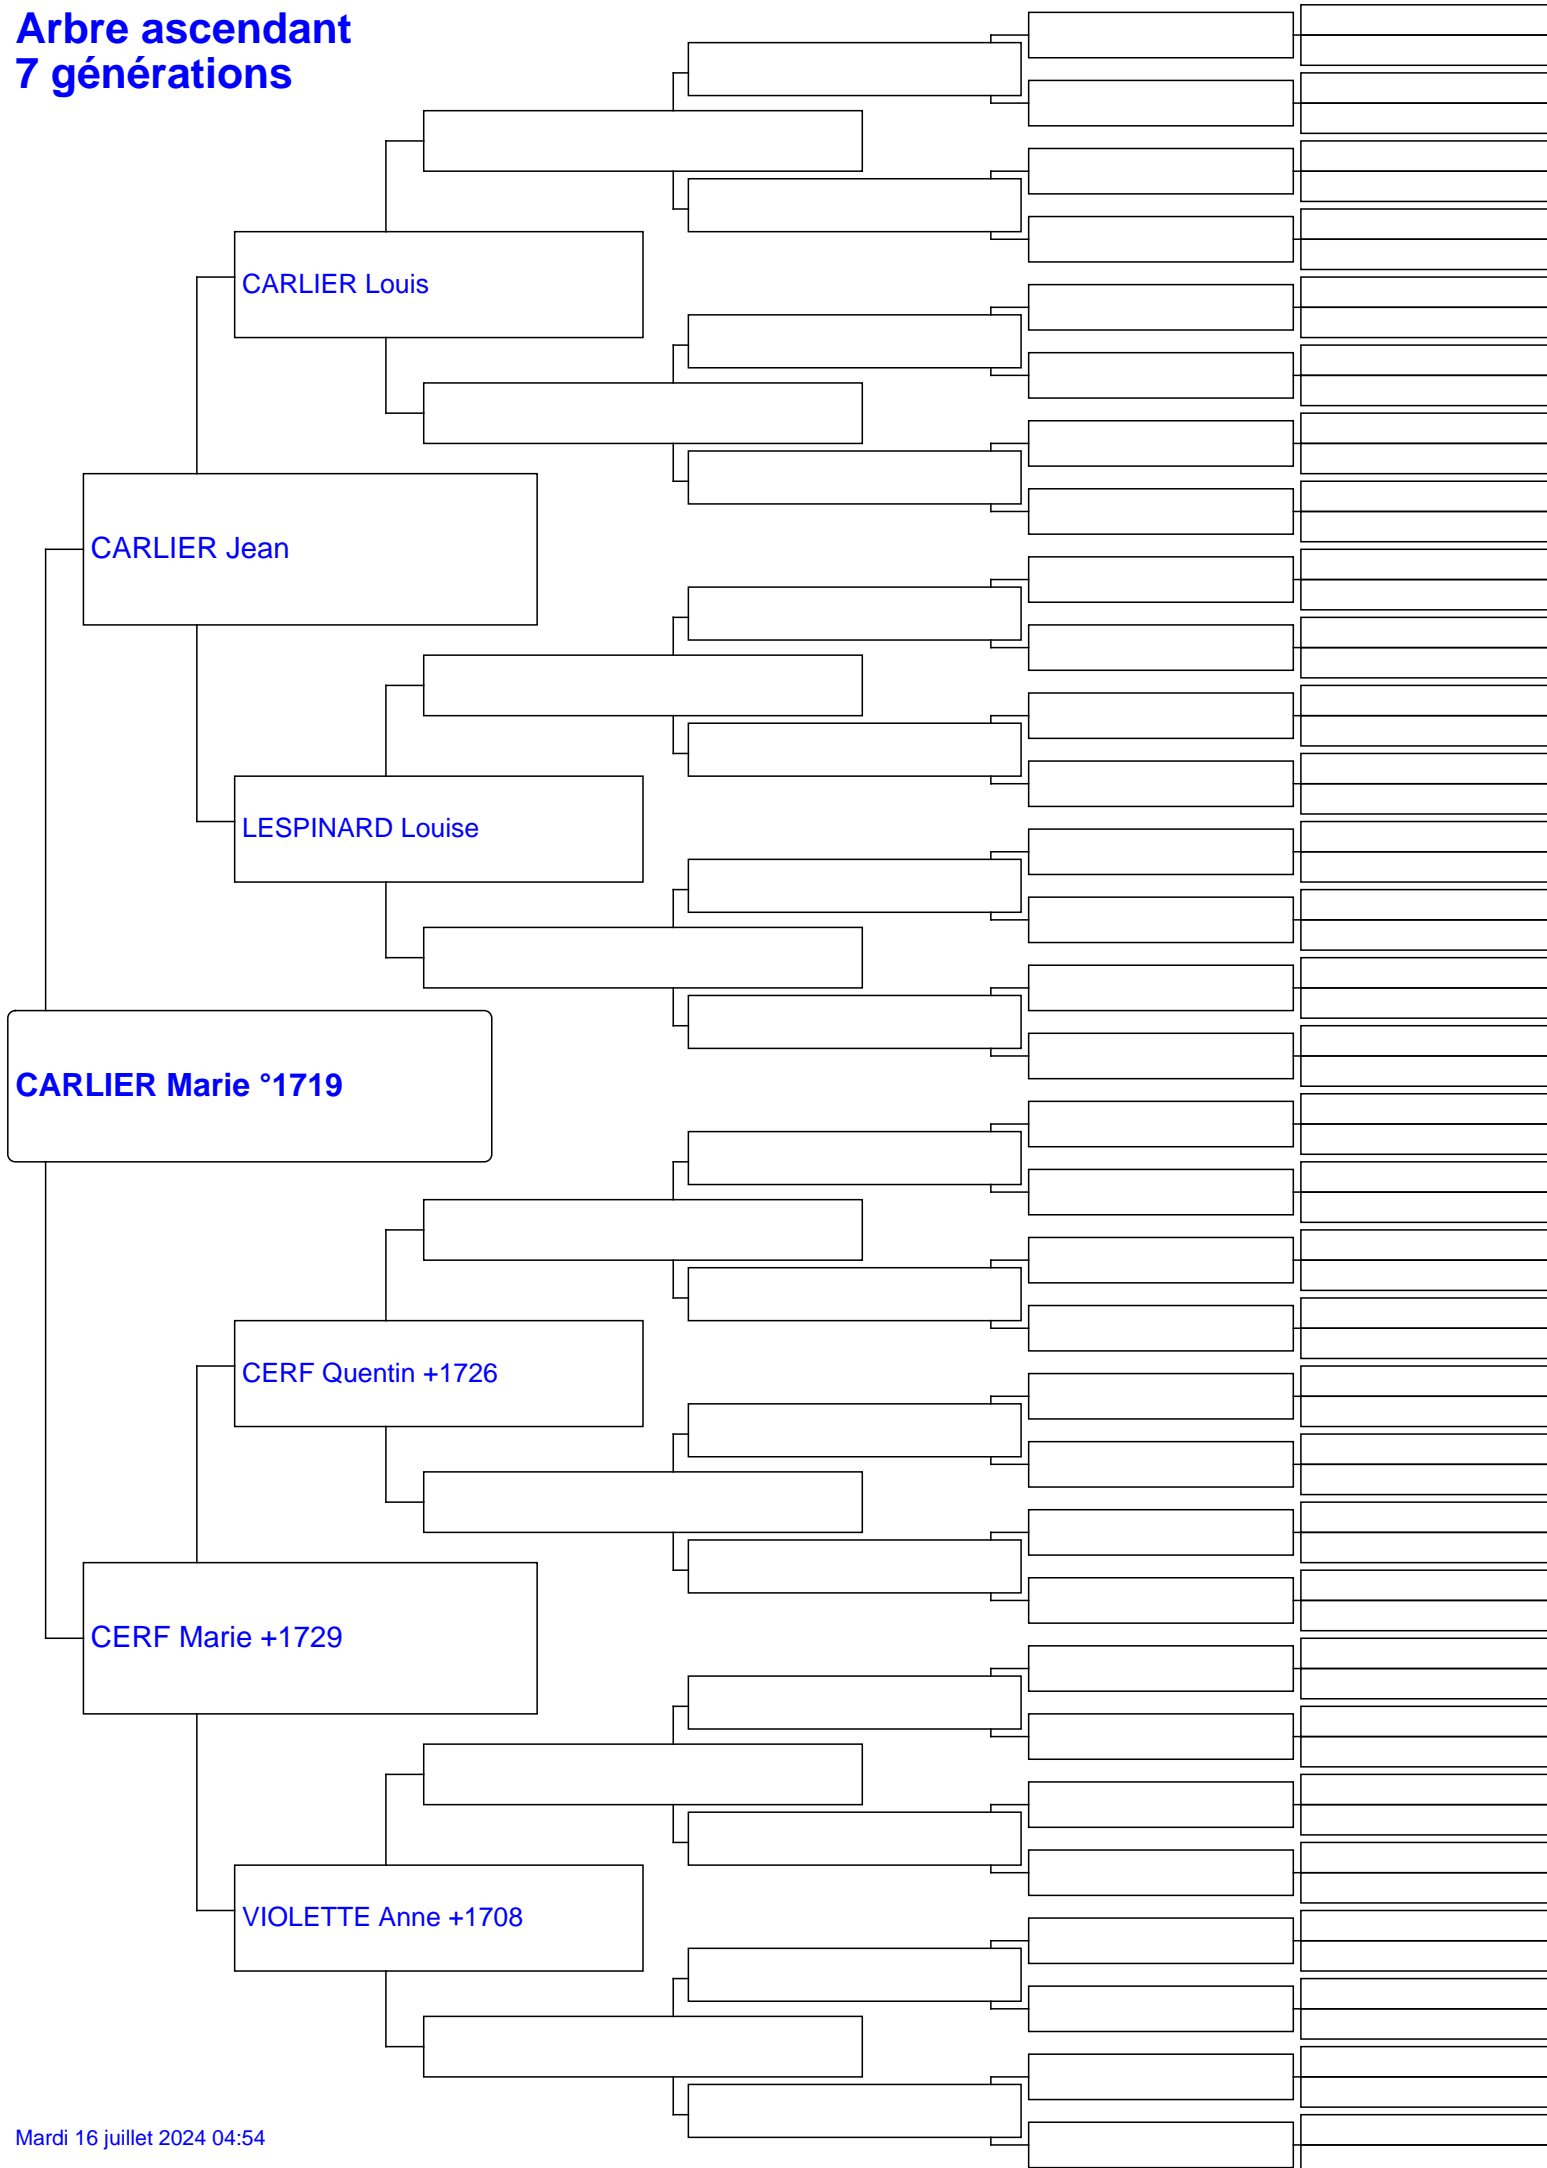 Arbre ascendant
7 générations
CARLIER Louis
CARLIER Jean
LESPINARD Louise
CARLIER Marie °1719
CERF Quentin +1726
CERF Marie +1729
VIOLETTE Anne +1708
Mardi 16 juillet 2024 04:54